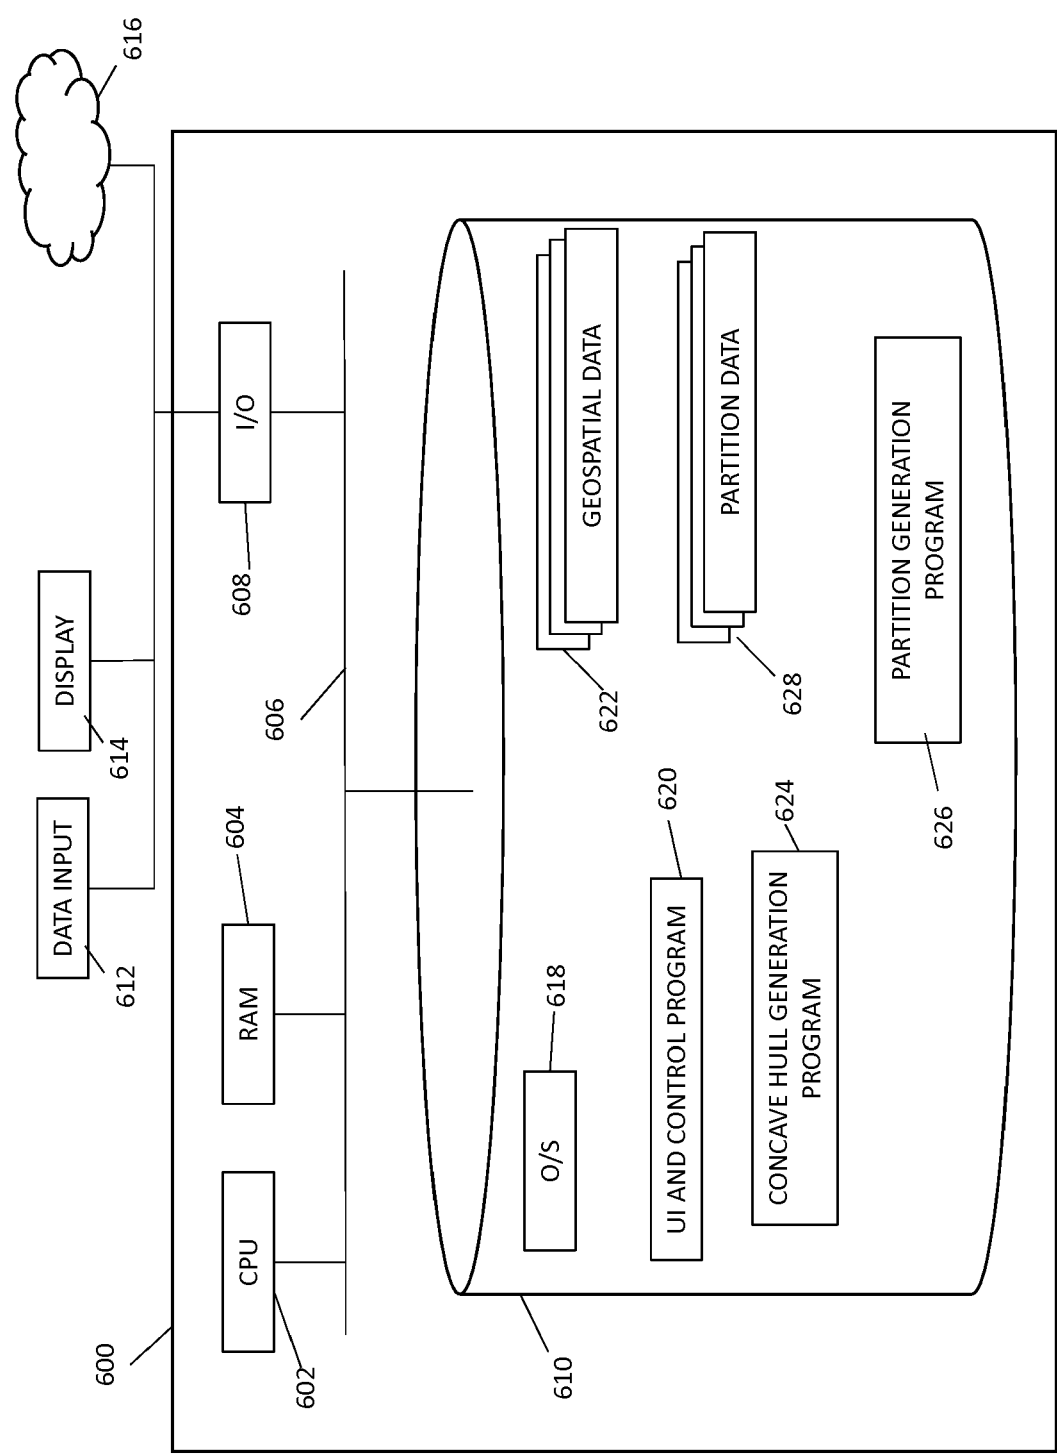 616
DATA INPUT
612
DISPLAY
614
600
CPU
602
RAM
604
606
I/O
608
610
O/S
618
UI AND CONTROL PROGRAM
620
CONCAVE HULL GENERATION
PROGRAM
624
GEOSPATIAL DATA
622
PARTITION DATA
628
PARTITION GENERATION
PROGRAM
626